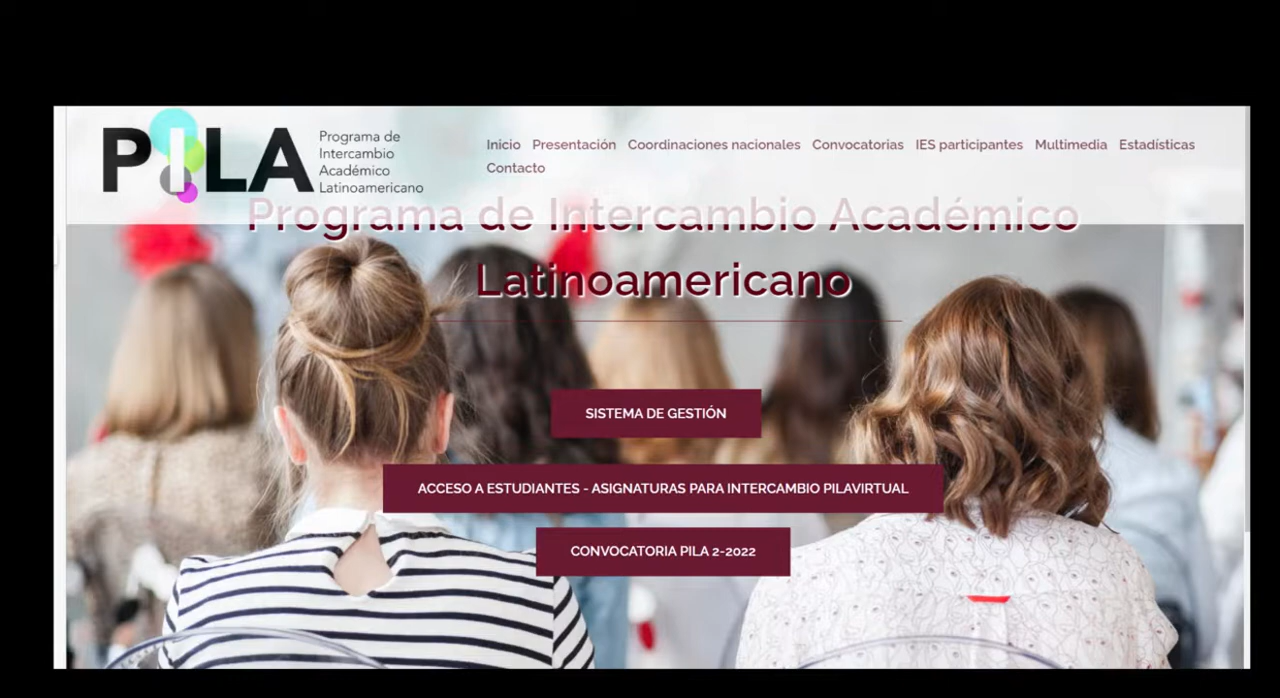 PILA
Programa de
Intercambio
Académico
Latinoamericano
Inicio Presentación Coordinaciones nacionales Convocatorias IES participantes Multimedia Estadísticas
Contacto
Programa de Intercambio Académico
Latinoamericano
SISTEMA DE GESTIÓN
ACCESO A ESTUDIANTES - ASIGNATURAS PARA INTERCAMBIO PILAVIRTUAL
CONVOCATORIA PILA 2-2022